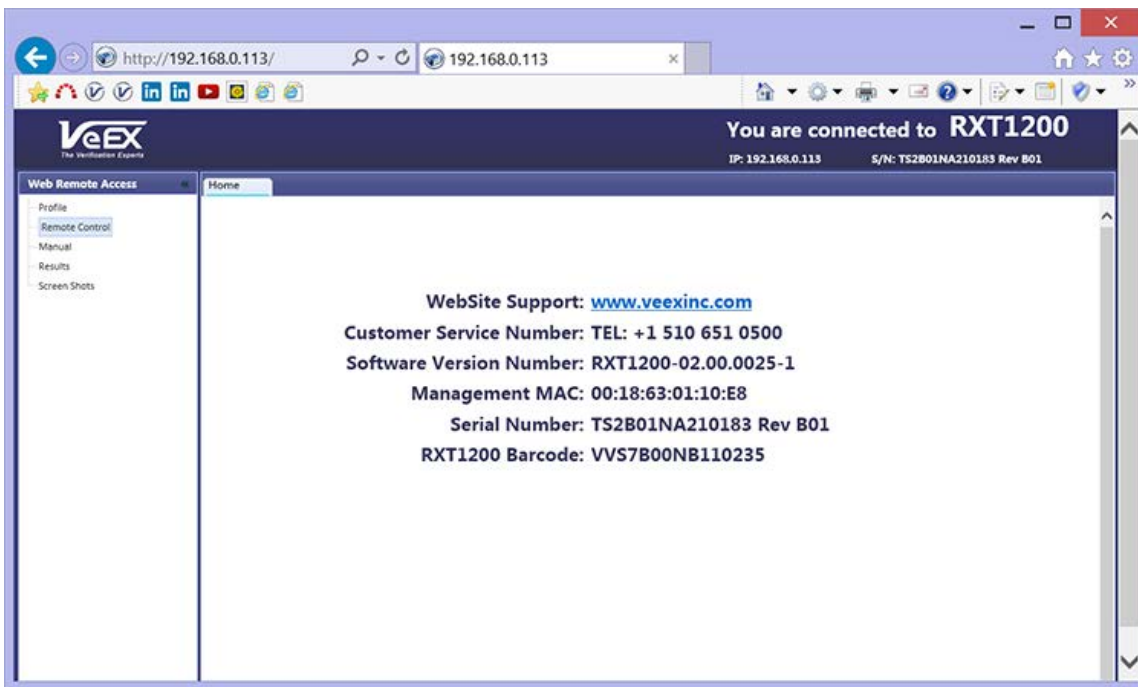 http://192.168.0.113/
192.168.0.113
VeEX
The Verification Experts
You are connected to RXT1200
IP: 192.168.0.113 S/N: TS2B01NA210183 Rev B01
Web Remote Access
Home
Profile
Remote Control
Manual
Results
Screen Shots
WebSite Support: www.veexinc.com
Customer Service Number: TEL: +1 510 651 0500
Software Version Number: RXT1200-02.00.0025-1
Management MAC: 00:18:63:01:10:E8
Serial Number: TS2B01NA210183 Rev B01
RXT1200 Barcode: VVS7B00NB110235